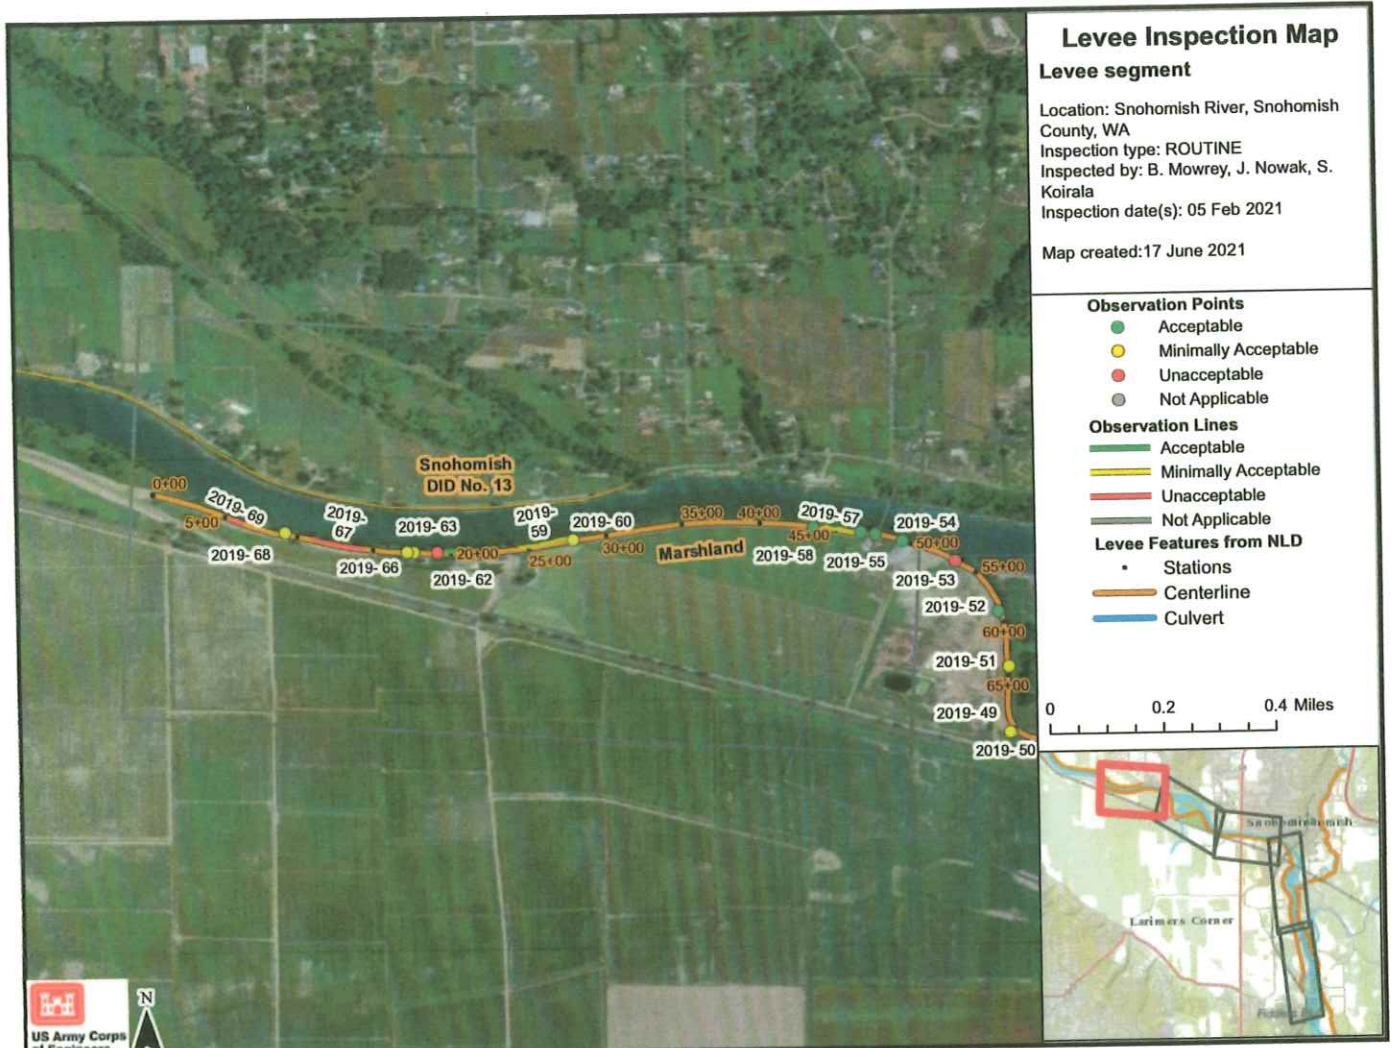 Levee Inspection Map
Levee segment
Location: Snohomish River, Snohomish
County, WA
Inspection type: ROUTINE
Inspected by: B. Mowrey, J. Nowak, S.
Koirala
Inspection date(s): 05 Feb 2021
Map created:17 June 2021
Observation Points
Acceptable
Minimally Acceptable
Unacceptable
Not Applicable
Observation Lines
Acceptable
Minimally Acceptable
Unacceptable
Not Applicable
Levee Features from NLD
Stations
Centerline
Culvert
0 0.2 0.4 Miles
Snohomish
DID No. 13
0+00
5+00
2019- 69
2019- 68
2019-
67
2019- 66
2019- 63
20+00
2019- 62
2019-
59
25+00
2019- 60
30+00
35+00
Marshland
40+00
2019- 57
45+00
2019- 58
2019- 55
2019- 54
50+00
2019- 53
55+00
2019- 52
60+00
2019- 51
65+00
2019- 49
2019- 50
Larimers Corner
N
US Army Corps
of Engineers